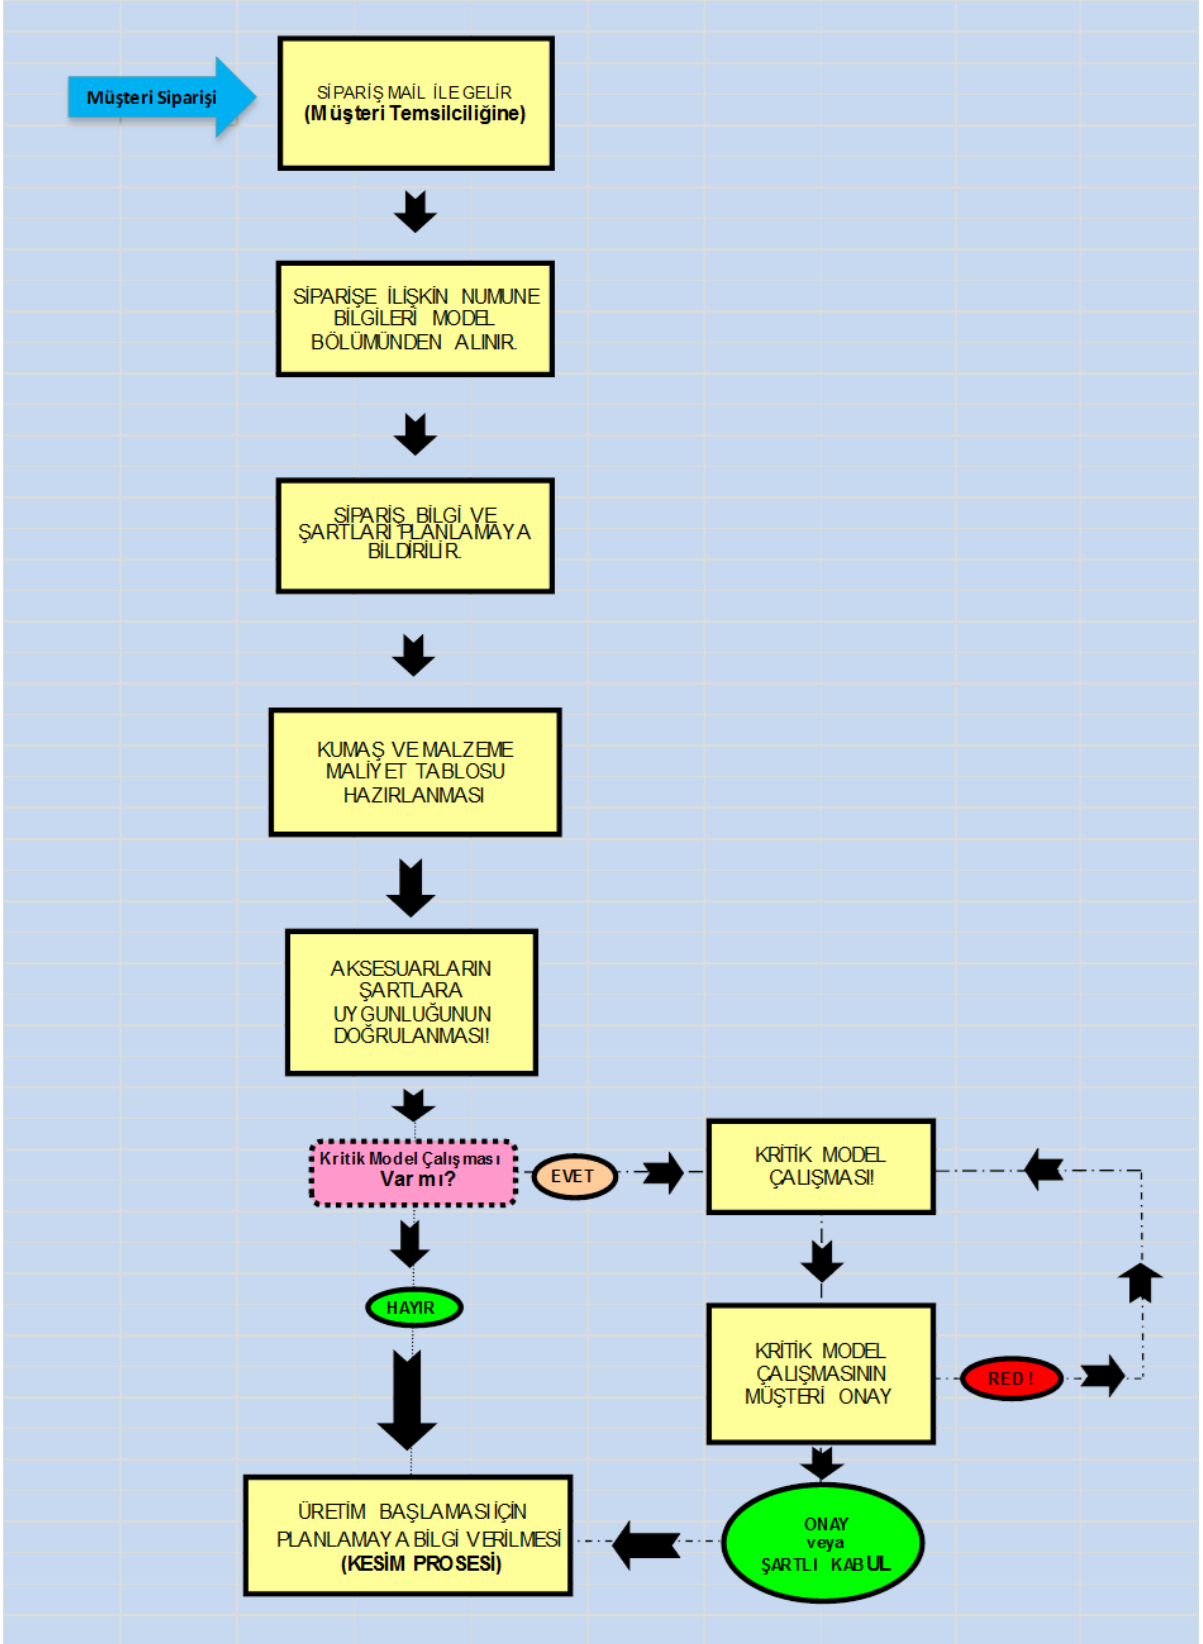 Müşteri Siparişi
SİPARİŞ MAIL İLE GELİR
(Müşteri Temsilciliğine)
SİPARİŞE İLİŞKİN NUMUNE
BİLGİLERİ MODEL
BÖLÜMÜNDEN ALINIR.
SİPARİŞ BİLGİ VE
ŞARTLARI PLANLAMAYA
BİLDİRİLİR.
KUMAŞ VE MALZEME
MALİYET TABLOSU
HAZIRLANMASI
AKSESUARLARIN
ŞARTLARA
UYGUNLUĞUNUN
DOĞRULANMASI!
Kritik Model Çalışması
Var mı?
EVET
KRİTİK MODEL
ÇALIŞMASI!
HAYIR
KRİTİK MODEL
ÇALIŞMASININ
MÜŞTERİ ONAY
RED !
ONAY
veya
ŞARTLI KABUL
ÜRETİM BAŞLAMASI İÇİN
PLANLAMAYA BİLGİ VERİLMESİ
(KESİM PROSESİ)